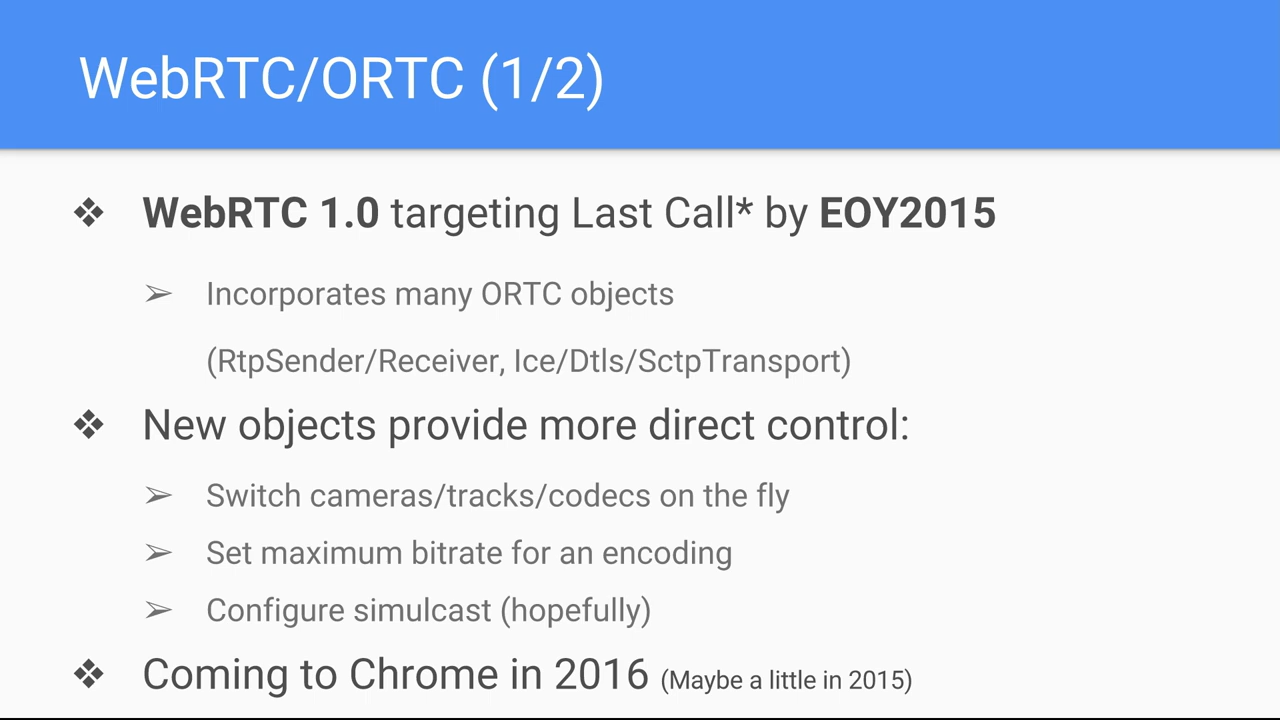 WebRTC/ORTC (1/2)
❖ WebRTC 1.0 targeting Last Call* by EOY2015
➢ Incorporates many ORTC objects
(RtpSender/Receiver, Ice/Dtls/SctpTransport)
❖ New objects provide more direct control:
➢ Switch cameras/tracks/codecs on the fly
➢ Set maximum bitrate for an encoding
➢ Configure simulcast (hopefully)
❖ Coming to Chrome in 2016 (Maybe a little in 2015)